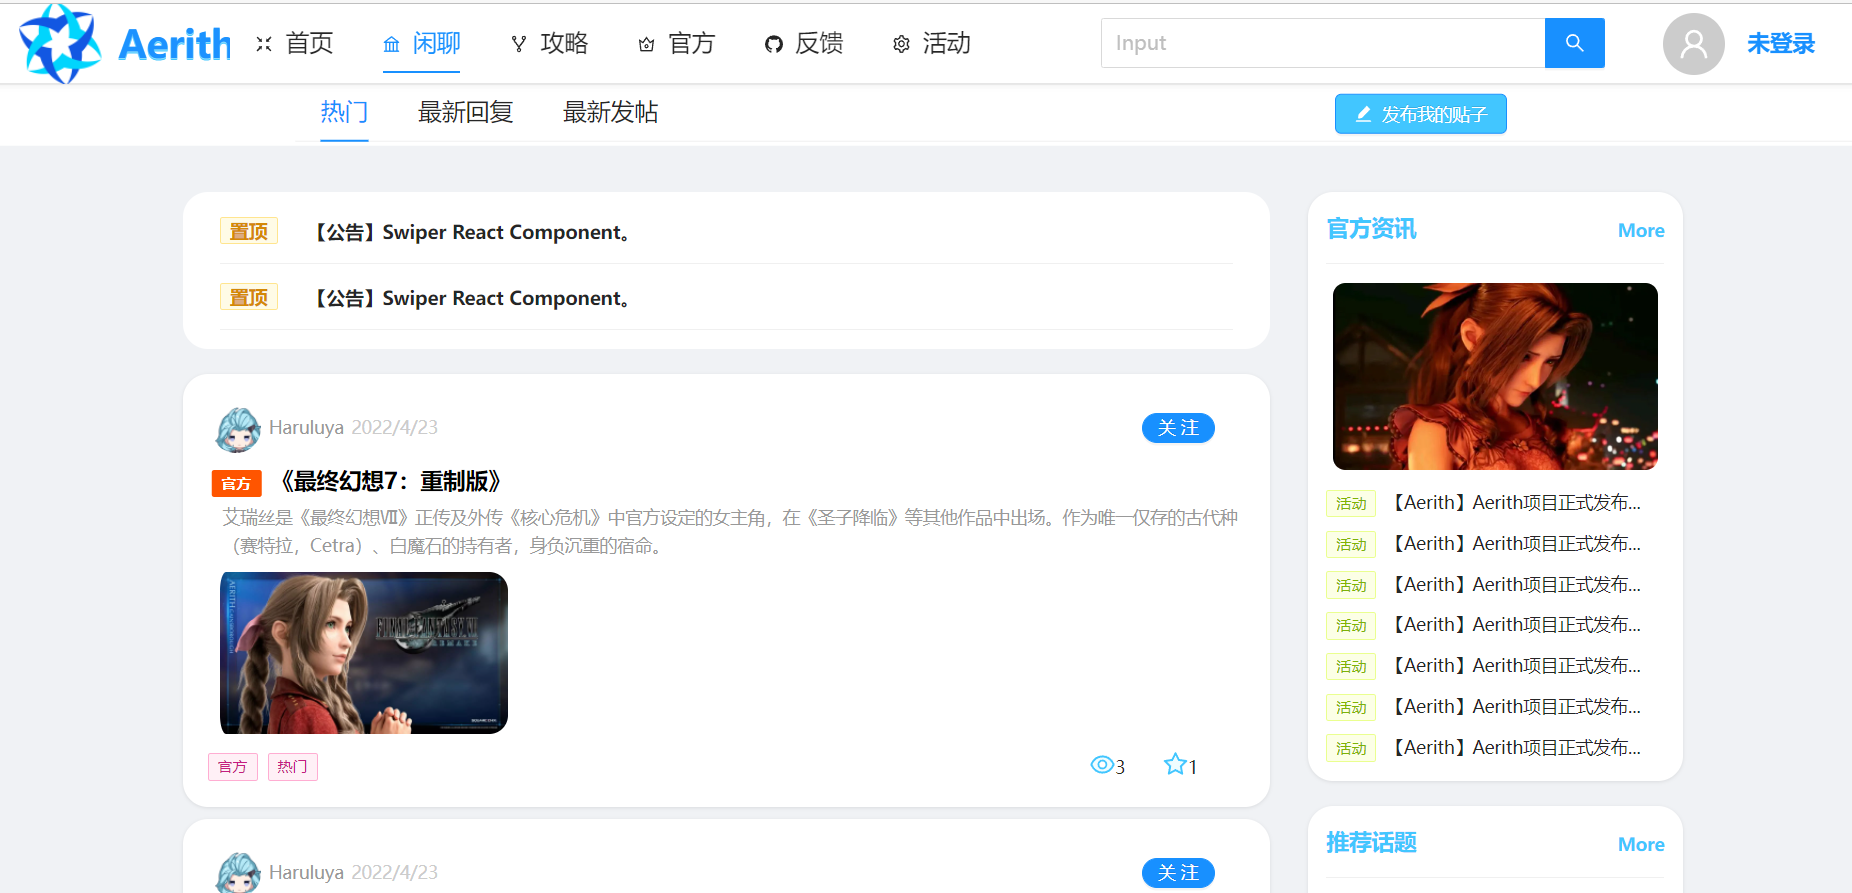 Aerith 首页 闲聊 攻略 官方 反馈 活动 Input 未登录
热门 最新回复 最新发帖 发布我的贴子
置顶 【公告】Swiper React Component。
置顶 【公告】Swiper React Component。
Haruluya 2022/4/23 关注
官方 《最终幻想7：重制版》
艾瑞丝是《最终幻想Ⅶ》正传及外传《核心危机》中官方设定的女主角，在《圣子降临》等其他作品中出场。作为唯一仅存的古代种
（赛特拉，Cetra）、白魔石的持有者，身负沉重的宿命。
FINAL FANTASY VII
REMAKE
官方 热门 3 1
Haruluya 2022/4/23 关注
官方资讯 More
活动 【Aerith】Aerith项目正式发布...
活动 【Aerith】Aerith项目正式发布...
活动 【Aerith】Aerith项目正式发布...
活动 【Aerith】Aerith项目正式发布...
活动 【Aerith】Aerith项目正式发布...
活动 【Aerith】Aerith项目正式发布...
活动 【Aerith】Aerith项目正式发布...
推荐话题 More